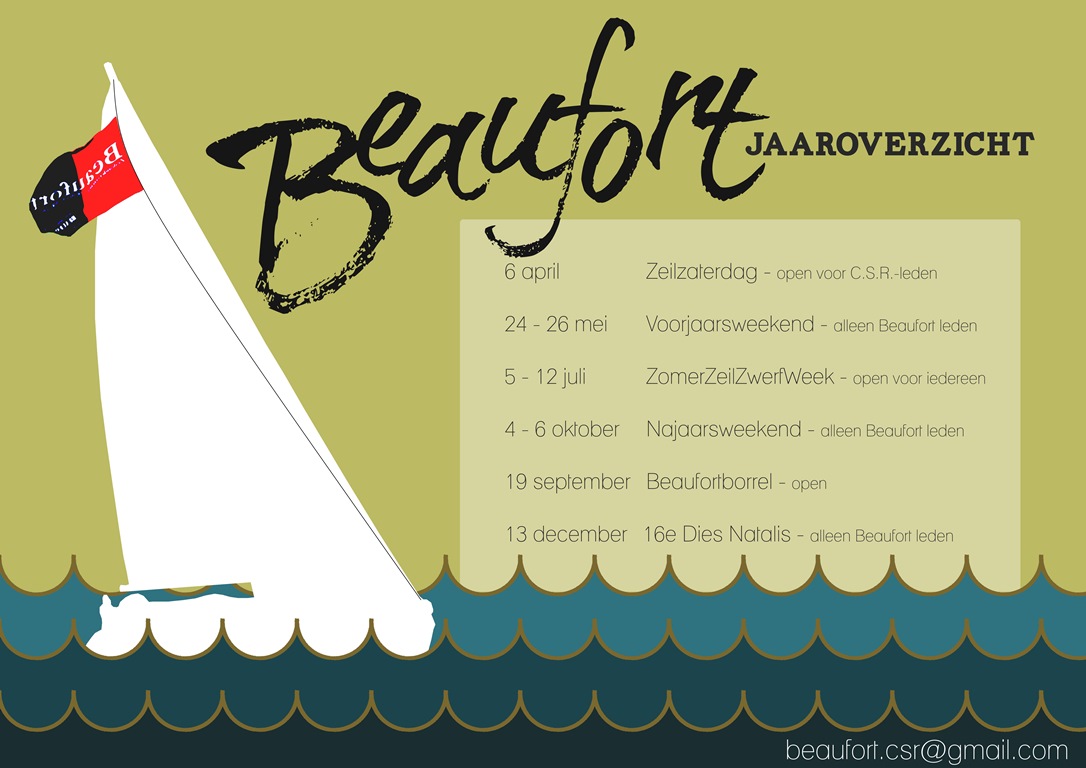 Beaufort JAAROVERZICHT
Beaufort
6 april Zeilzaterdag - open voor C.S.R.-leden
24 - 26 mei Voorjaarsweekend - alleen Beaufort leden
5 - 12 juli ZomerZeilZwerfWeek - open voor iedereen
4 - 6 oktober Najaarsweekend - alleen Beaufort leden
19 september Beaufortborrel - open
13 december 16e Dies Natalis - alleen Beaufort leden
beaufort.csr@gmail.com